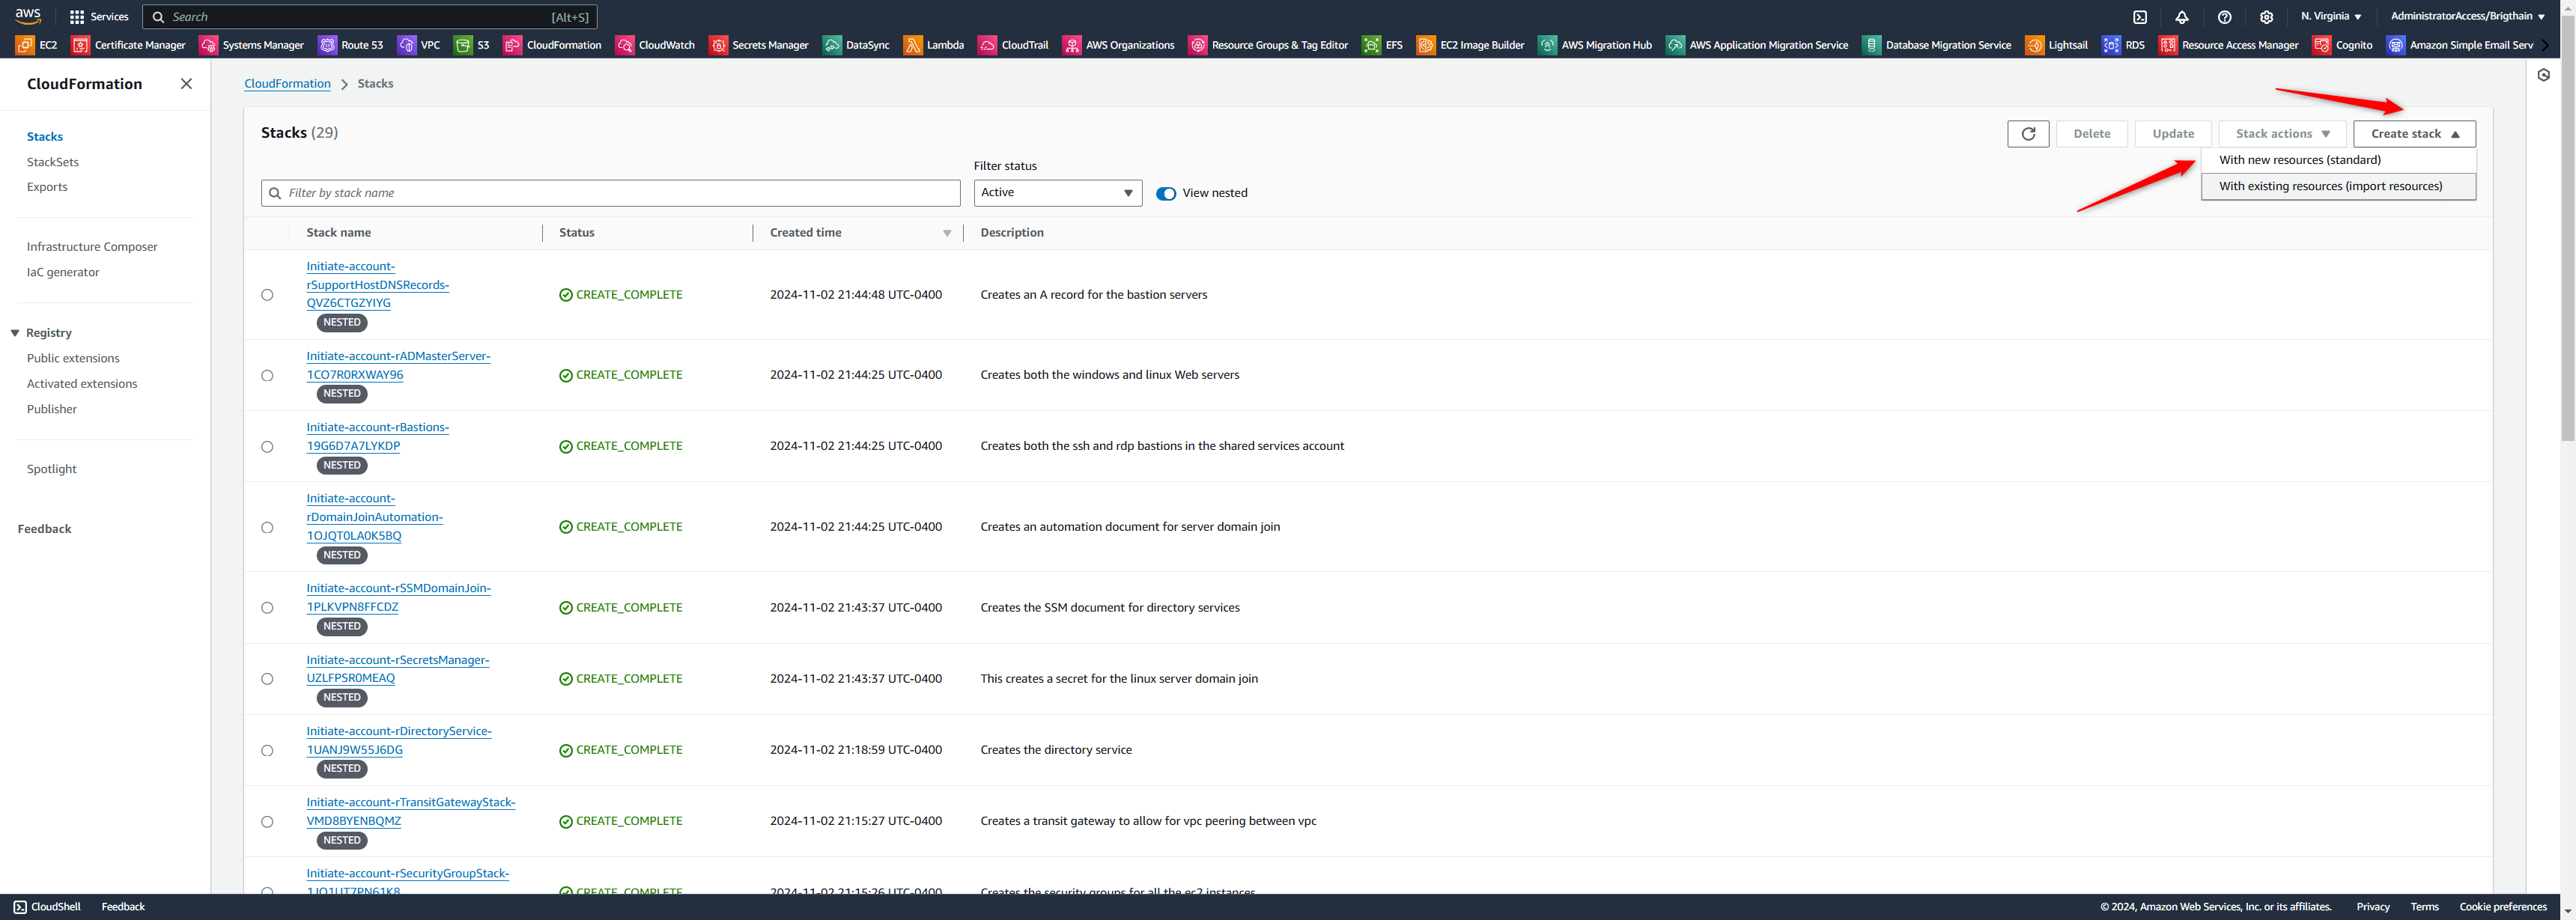 aws
Services
Search
[Alt+S]
N. Virginia
AdministratorAccess/Brigthain
EC2
Certificate Manager
Systems Manager
Route 53
VPC
S3
CloudFormation
CloudWatch
Secrets Manager
DataSync
Lambda
CloudTrail
AWS Organizations
Resource Groups & Tag Editor
EFS
EC2 Image Builder
AWS Migration Hub
AWS Application Migration Service
Database Migration Service
Lightsail
RDS
Resource Access Manager
Cognito
Amazon Simple Email Serv
CloudFormation
Stacks
StackSets
Exports
Infrastructure Composer
IaC generator
Registry
Public extensions
Activated extensions
Publisher
Spotlight
Feedback
CloudFormation
Stacks
Stacks (29)
Delete
Update
Stack actions
Create stack
With new resources (standard)
With existing resources (import resources)
Filter by stack name
Filter status
Active
View nested
Stack name
Status
Created time
Description
Initiate-account-
rSupportHostDNSRecords-
QVZ6CTGZYIYG
NESTED
CREATE_COMPLETE
2024-11-02 21:44:48 UTC-0400
Creates an A record for the bastion servers
Initiate-account-rADMasterServer-
1CO7R0RXWAY96
NESTED
CREATE_COMPLETE
2024-11-02 21:44:25 UTC-0400
Creates both the windows and linux Web servers
Initiate-account-rBastions-
19G6D7A7LYKDP
NESTED
CREATE_COMPLETE
2024-11-02 21:44:25 UTC-0400
Creates both the ssh and rdp bastions in the shared services account
Initiate-account-
rDomainJoinAutomation-
1OJQT0LA0K5BQ
NESTED
CREATE_COMPLETE
2024-11-02 21:44:25 UTC-0400
Creates an automation document for server domain join
Initiate-account-rSSMDomainJoin-
1PLKVPN8FFCDZ
NESTED
CREATE_COMPLETE
2024-11-02 21:43:37 UTC-0400
Creates the SSM document for directory services
Initiate-account-rSecretsManager-
UZLFPSR0MEAQ
NESTED
CREATE_COMPLETE
2024-11-02 21:43:37 UTC-0400
This creates a secret for the linux server domain join
Initiate-account-rDirectoryService-
1UANJ9W55J6DG
NESTED
CREATE_COMPLETE
2024-11-02 21:18:59 UTC-0400
Creates the directory service
Initiate-account-rTransitGatewayStack-
VMD8BYENBQMZ
NESTED
CREATE_COMPLETE
2024-11-02 21:15:27 UTC-0400
Creates a transit gateway to allow for vpc peering between vpc
Initiate-account-rSecurityGroupStack-
CREATE_COMPLETE
2024-11-02 21:15:26 UTC-0400
Creates the security groups for all the ec2 instances
CloudShell
Feedback
© 2024, Amazon Web Services, Inc. or its affiliates.
Privacy
Terms
Cookie preferences